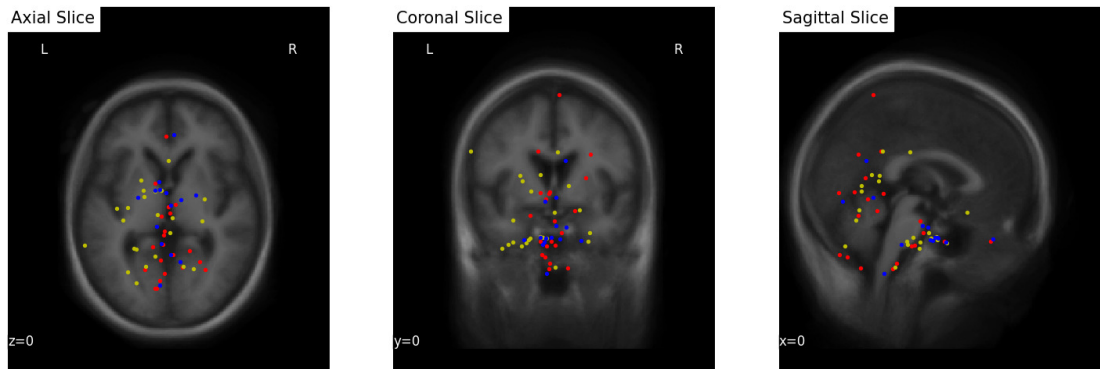 Axial Slice
L R
z=0
Coronal Slice
L R
y=0
Sagittal Slice
x=0